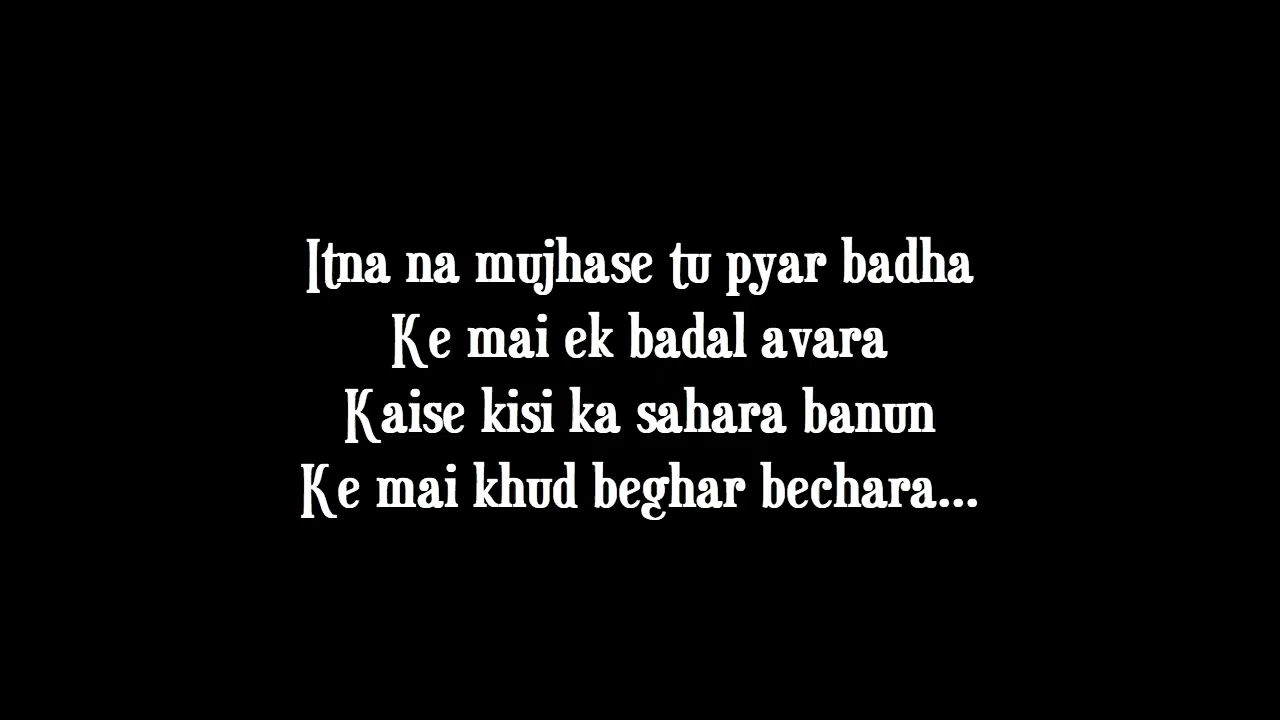 Itna na mujhase tu pyar badha
Ke mai ek badal avara
Kaise kisi ka sahara banun
Ke mai khud beghar bechara...